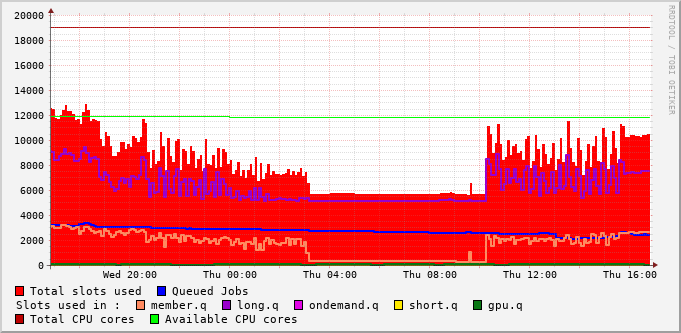 20000
18000
16000
14000
12000
10000
8000
6000
4000
2000
0
Wed 20:00 Thu 00:00 Thu 04:00 Thu 08:00 Thu 12:00 Thu 16:00
RRDTOOL / TOBI OETIKER
Total slots used Queued Jobs
Slots used in : member.q long.q ondemand.q short.q gpu.q
Total CPU cores Available CPU cores